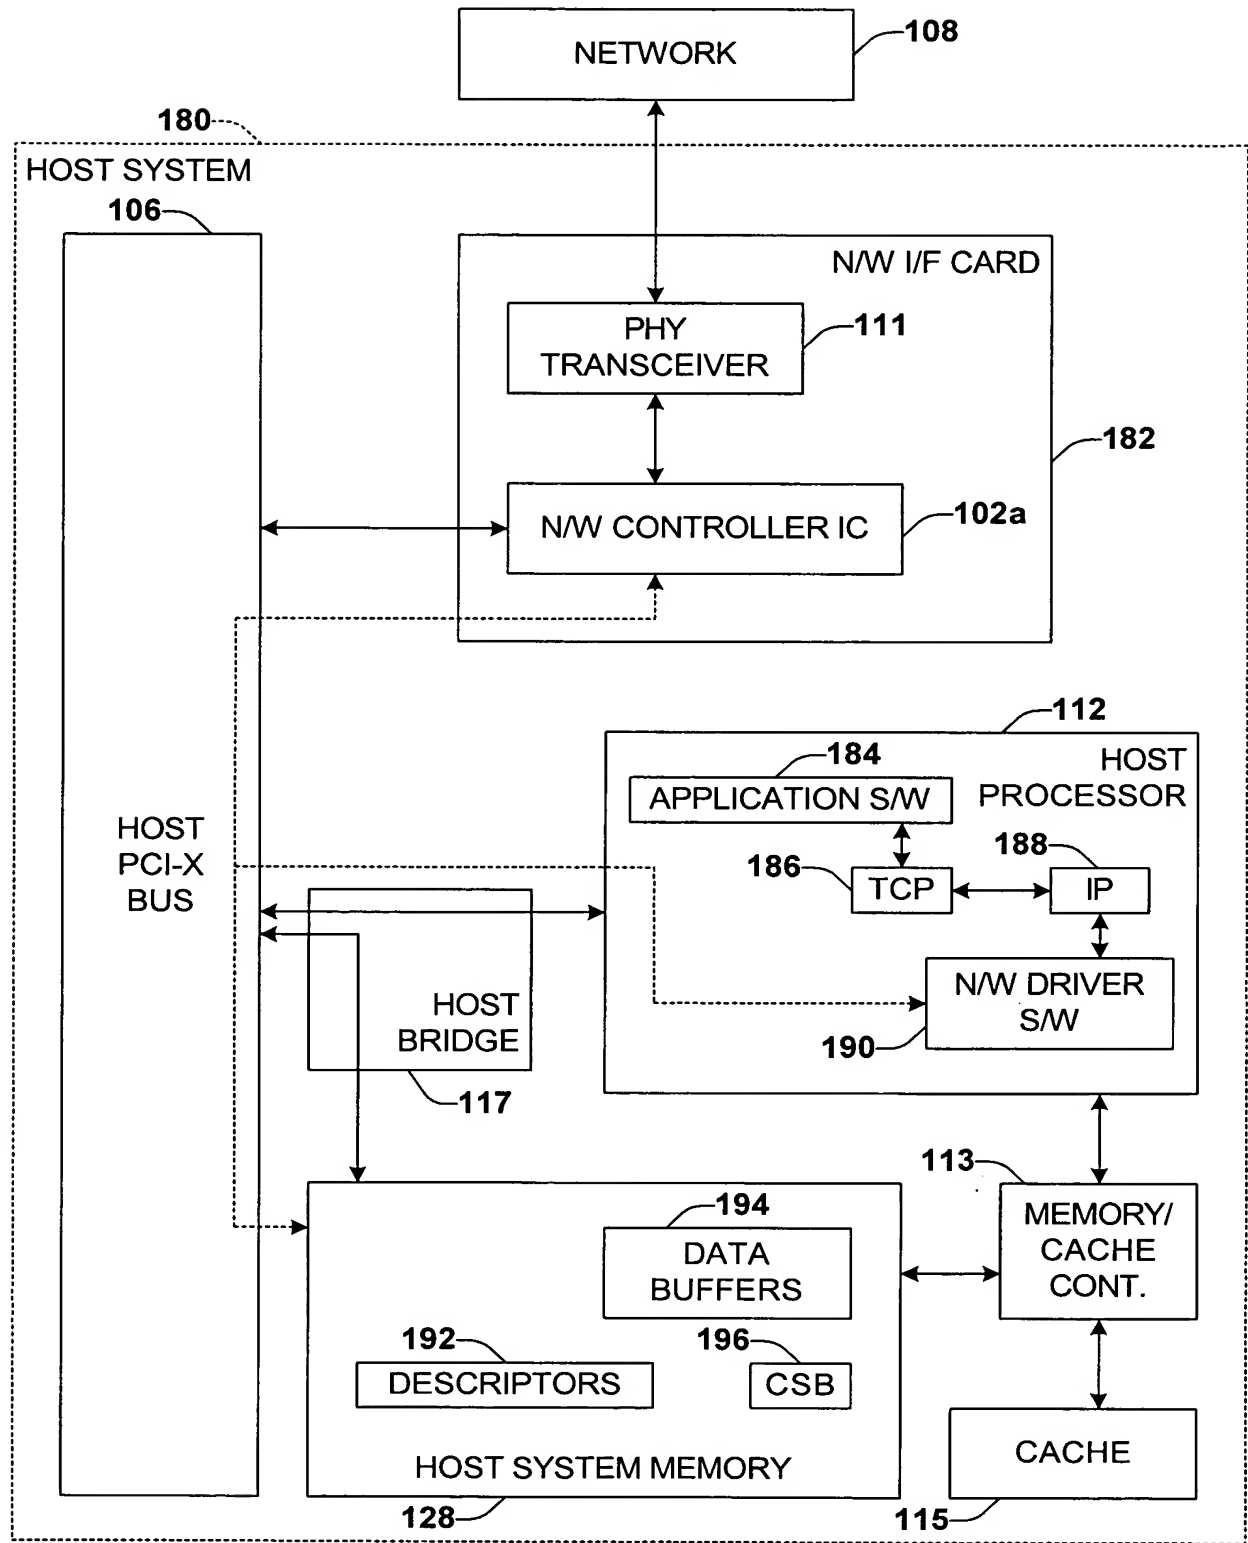 NETWORK
108
180
HOST SYSTEM
106
N/W I/F CARD
PHY
TRANSCEIVER
111
182
N/W CONTROLLER IC
102a
112
HOST
PROCESSOR
184
APPLICATION S/W
186
TCP
188
IP
HOST
PCI-X
BUS
N/W DRIVER
S/W
190
HOST
BRIDGE
117
113
MEMORY/
CACHE
CONT.
194
DATA
BUFFERS
192
DESCRIPTORS
196
CSB
HOST SYSTEM MEMORY
128
CACHE
115